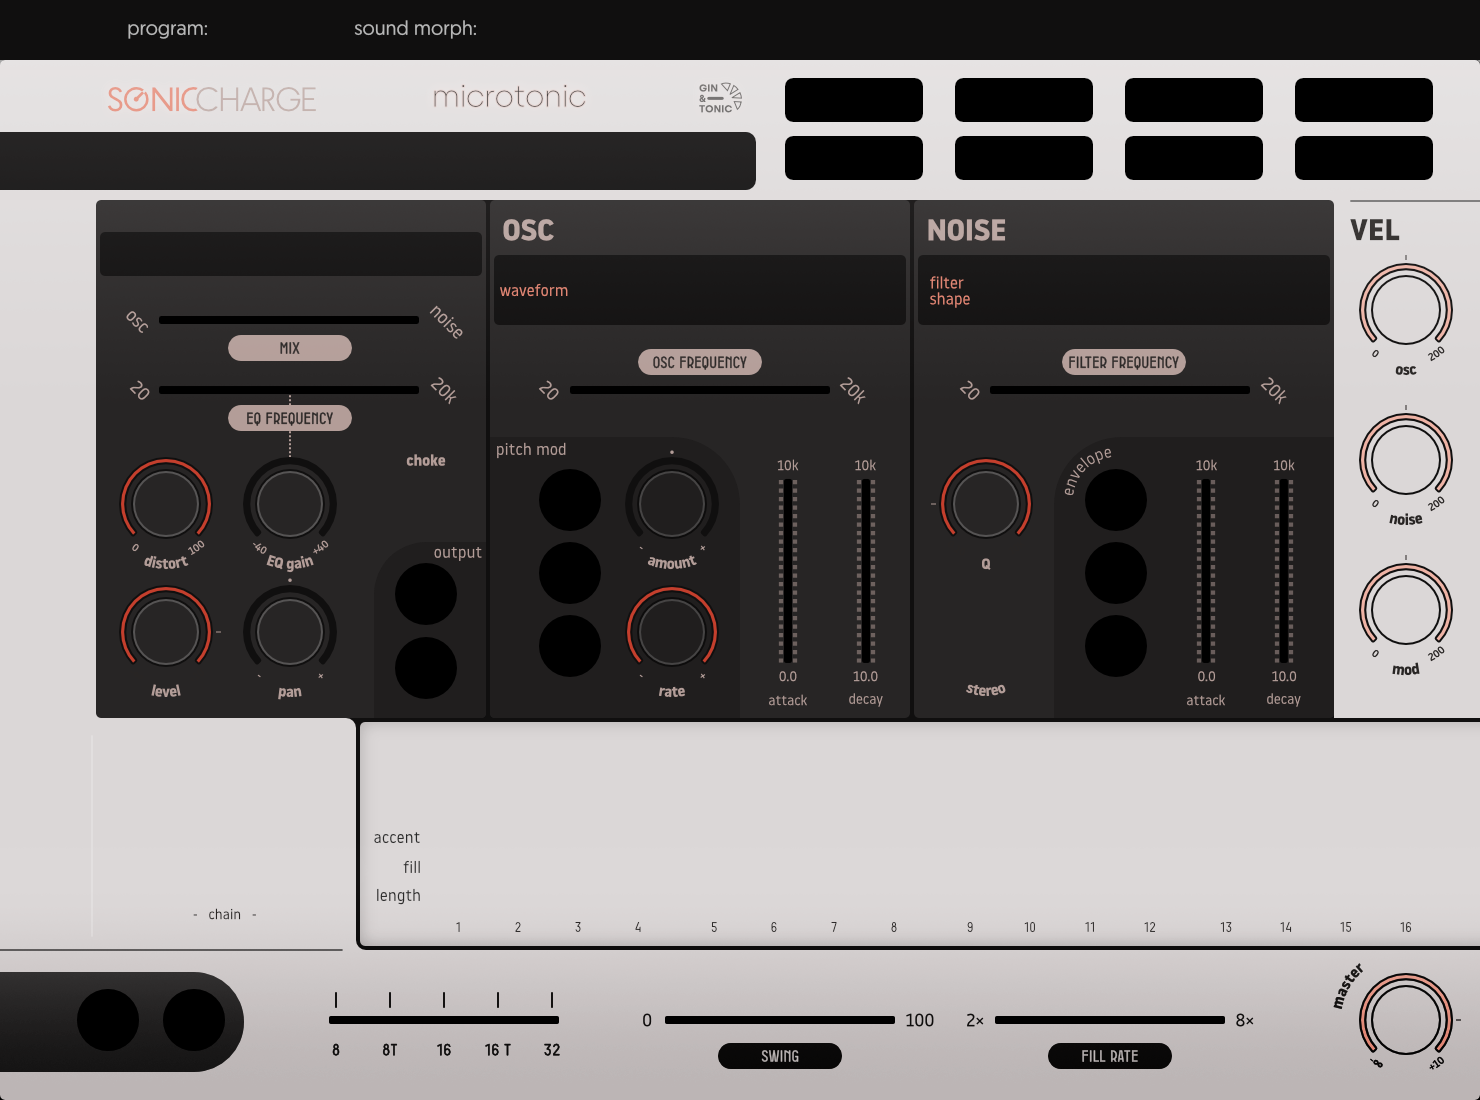 program: sound morph:
SONICCHARGE microtonic GIN & TONIC
OSC NOISE VEL
waveform
filter
shape
osc noise
MIX
OSC FREQUENCY
FILTER FREQUENCY
20 20k
20 20k
20 20k
EQ FREQUENCY
0 200
osc
choke
pitch mod
envelope
10k 10k
10k 10k
0 100
distort
-40 +40
EQ gain
- +
amount
Q
0 200
noise
output
level
- +
pan
- +
rate
0.0 10.0
attack decay
stereo
0.0 10.0
attack decay
0 200
mod
accent
fill
length
- chain -
1 2 3 4 5 6 7 8 9 10 11 12 13 14 15 16
8 8T 16 16 T 32
0 100
SWING
2× 8×
FILL RATE
master
+10